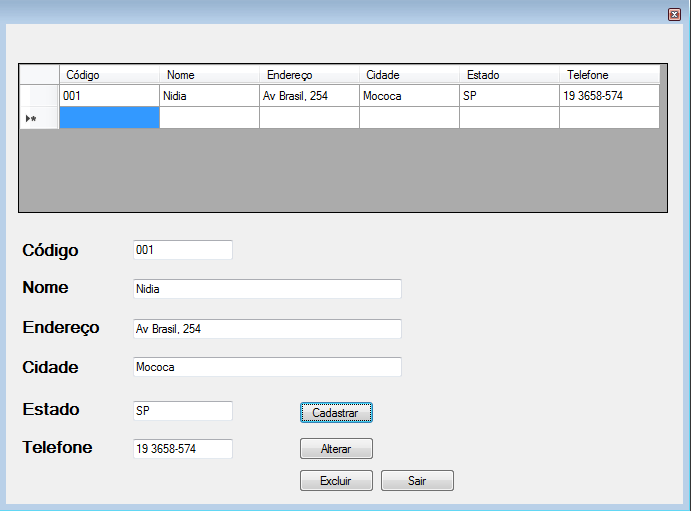 Código Nome Endereço Cidade Estado Telefone
001 Nidia Av Brasil, 254 Mococa SP 19 3658-574
Código 001
Nome Nidia
Endereço Av Brasil, 254
Cidade Mococa
Estado SP Cadastrar
Telefone 19 3658-574 Alterar
Excluir Sair